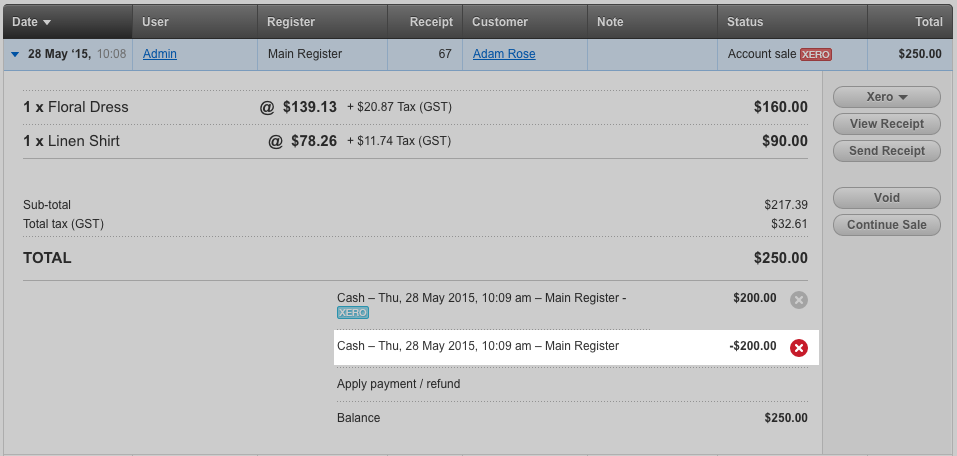 Date User Register Receipt Customer Note Status Total
28 May ‘15, 10:08 Admin Main Register 67 Adam Rose Account sale XERO $250.00
1 x Floral Dress @ $139.13 + $20.87 Tax (GST) $160.00
Xero
View Receipt
1 x Linen Shirt @ $78.26 + $11.74 Tax (GST) $90.00
Send Receipt
Void
Sub-total $217.39
Total tax (GST) $32.61
Continue Sale
TOTAL $250.00
Cash – Thu, 28 May 2015, 10:09 am – Main Register - $200.00
XERO
Cash – Thu, 28 May 2015, 10:09 am – Main Register -$200.00
Apply payment / refund
Balance $250.00